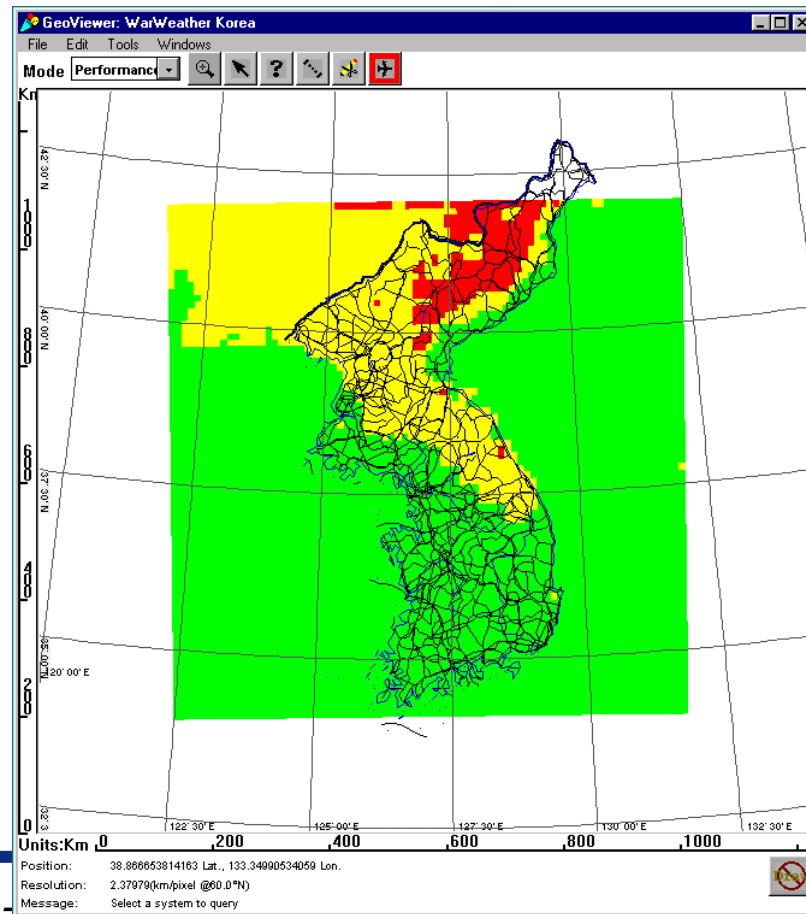 GeoViewer: WarWeather Korea
File Edit Tools Windows
Mode Performanc
Km
42° 30' N
1000
40° 00' N
800
600
37° 30' N
400
35° 00' N
120° 00' E
200
0
122° 30' E 125° 00' E 127° 30' E 130° 00' E 132° 30' E
Units:Km 0 200 400 600 800 1000
Position: 38.866653814163 Lat., 133.34990534059 Lon.
Resolution: 2.37979(km/pixel @60.0°N)
Message: Select a system to query